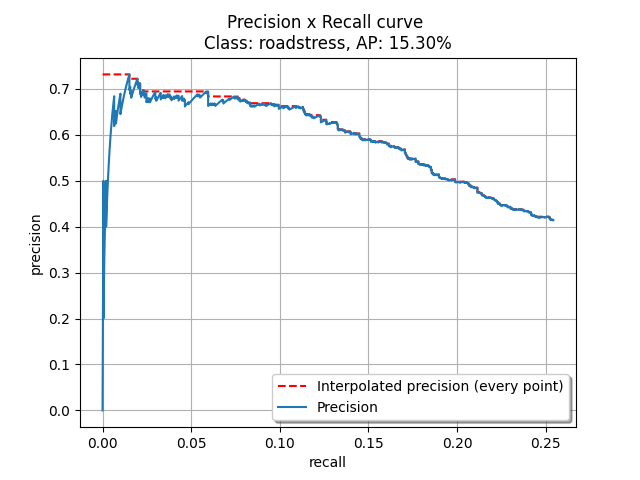 Precision x Recall curve
Class: roadstress, AP: 15.30%
precision
0.7
0.6
0.5
0.4
0.3
0.2
0.1
0.0
Interpolated precision (every point)
Precision
0.00 0.05 0.10 0.15 0.20 0.25
recall